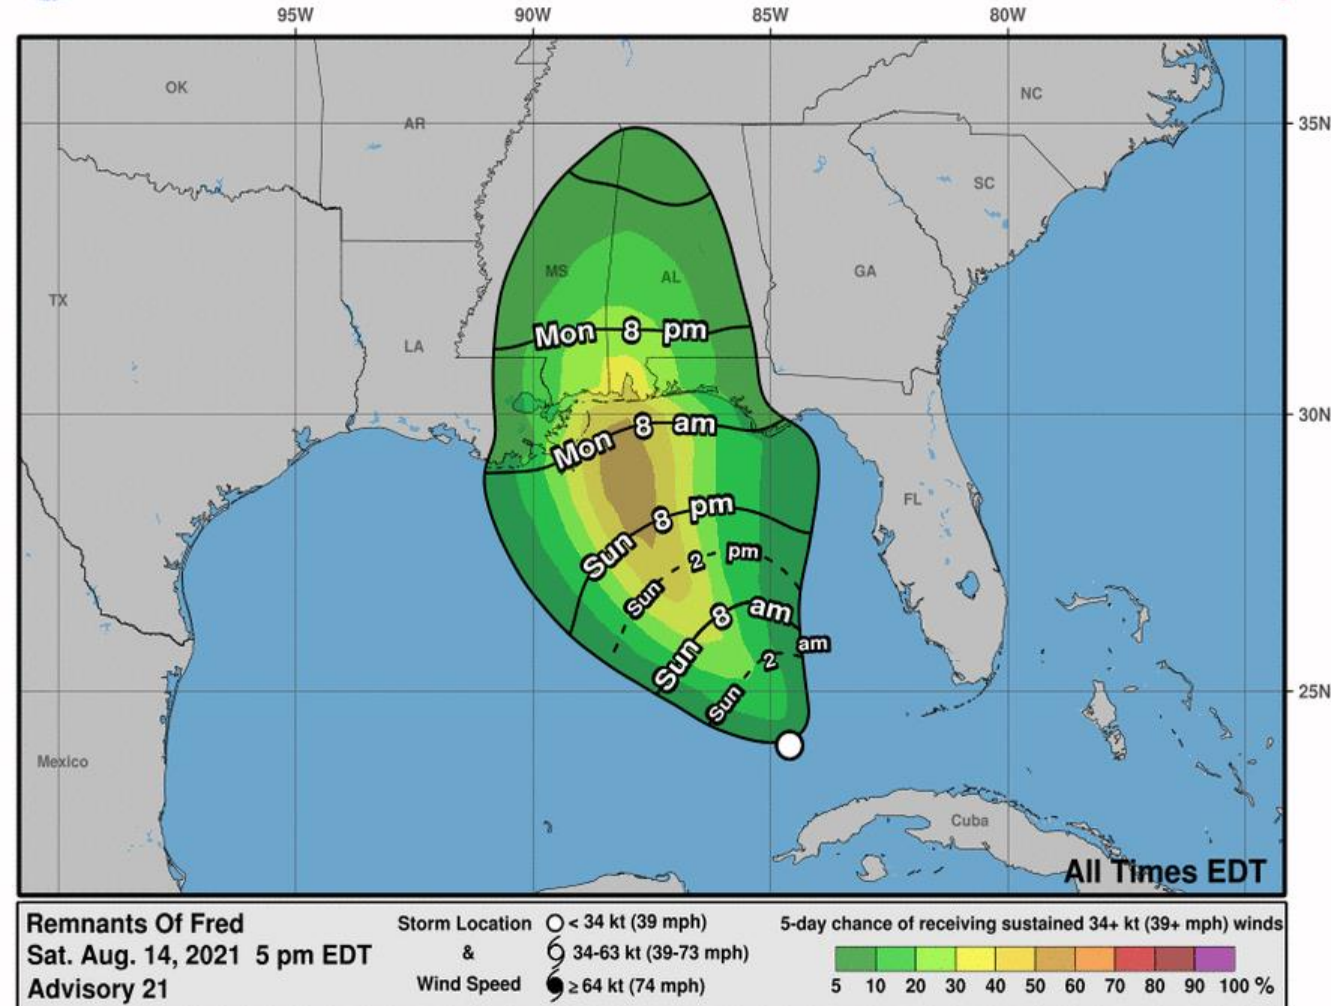 95W 90W 85W 80W
OK
NC
AR
35N
SC
MS
AL
GA
TX
Mon 8 pm
LA
30N
Mon 8 am
FL
Sun 8 pm
Sun 2 pm
Sun 8 am
Sun 2 am
25N
Mexico
Cuba
All Times EDT
Remnants Of Fred
Sat. Aug. 14, 2021 5 pm EDT
Advisory 21
Storm Location
&
Wind Speed
< 34 kt (39 mph)
34-63 kt (39-73 mph)
≥ 64 kt (74 mph)
5-day chance of receiving sustained 34+ kt (39+ mph) winds
5 10 20 30 40 50 60 70 80 90 100 %